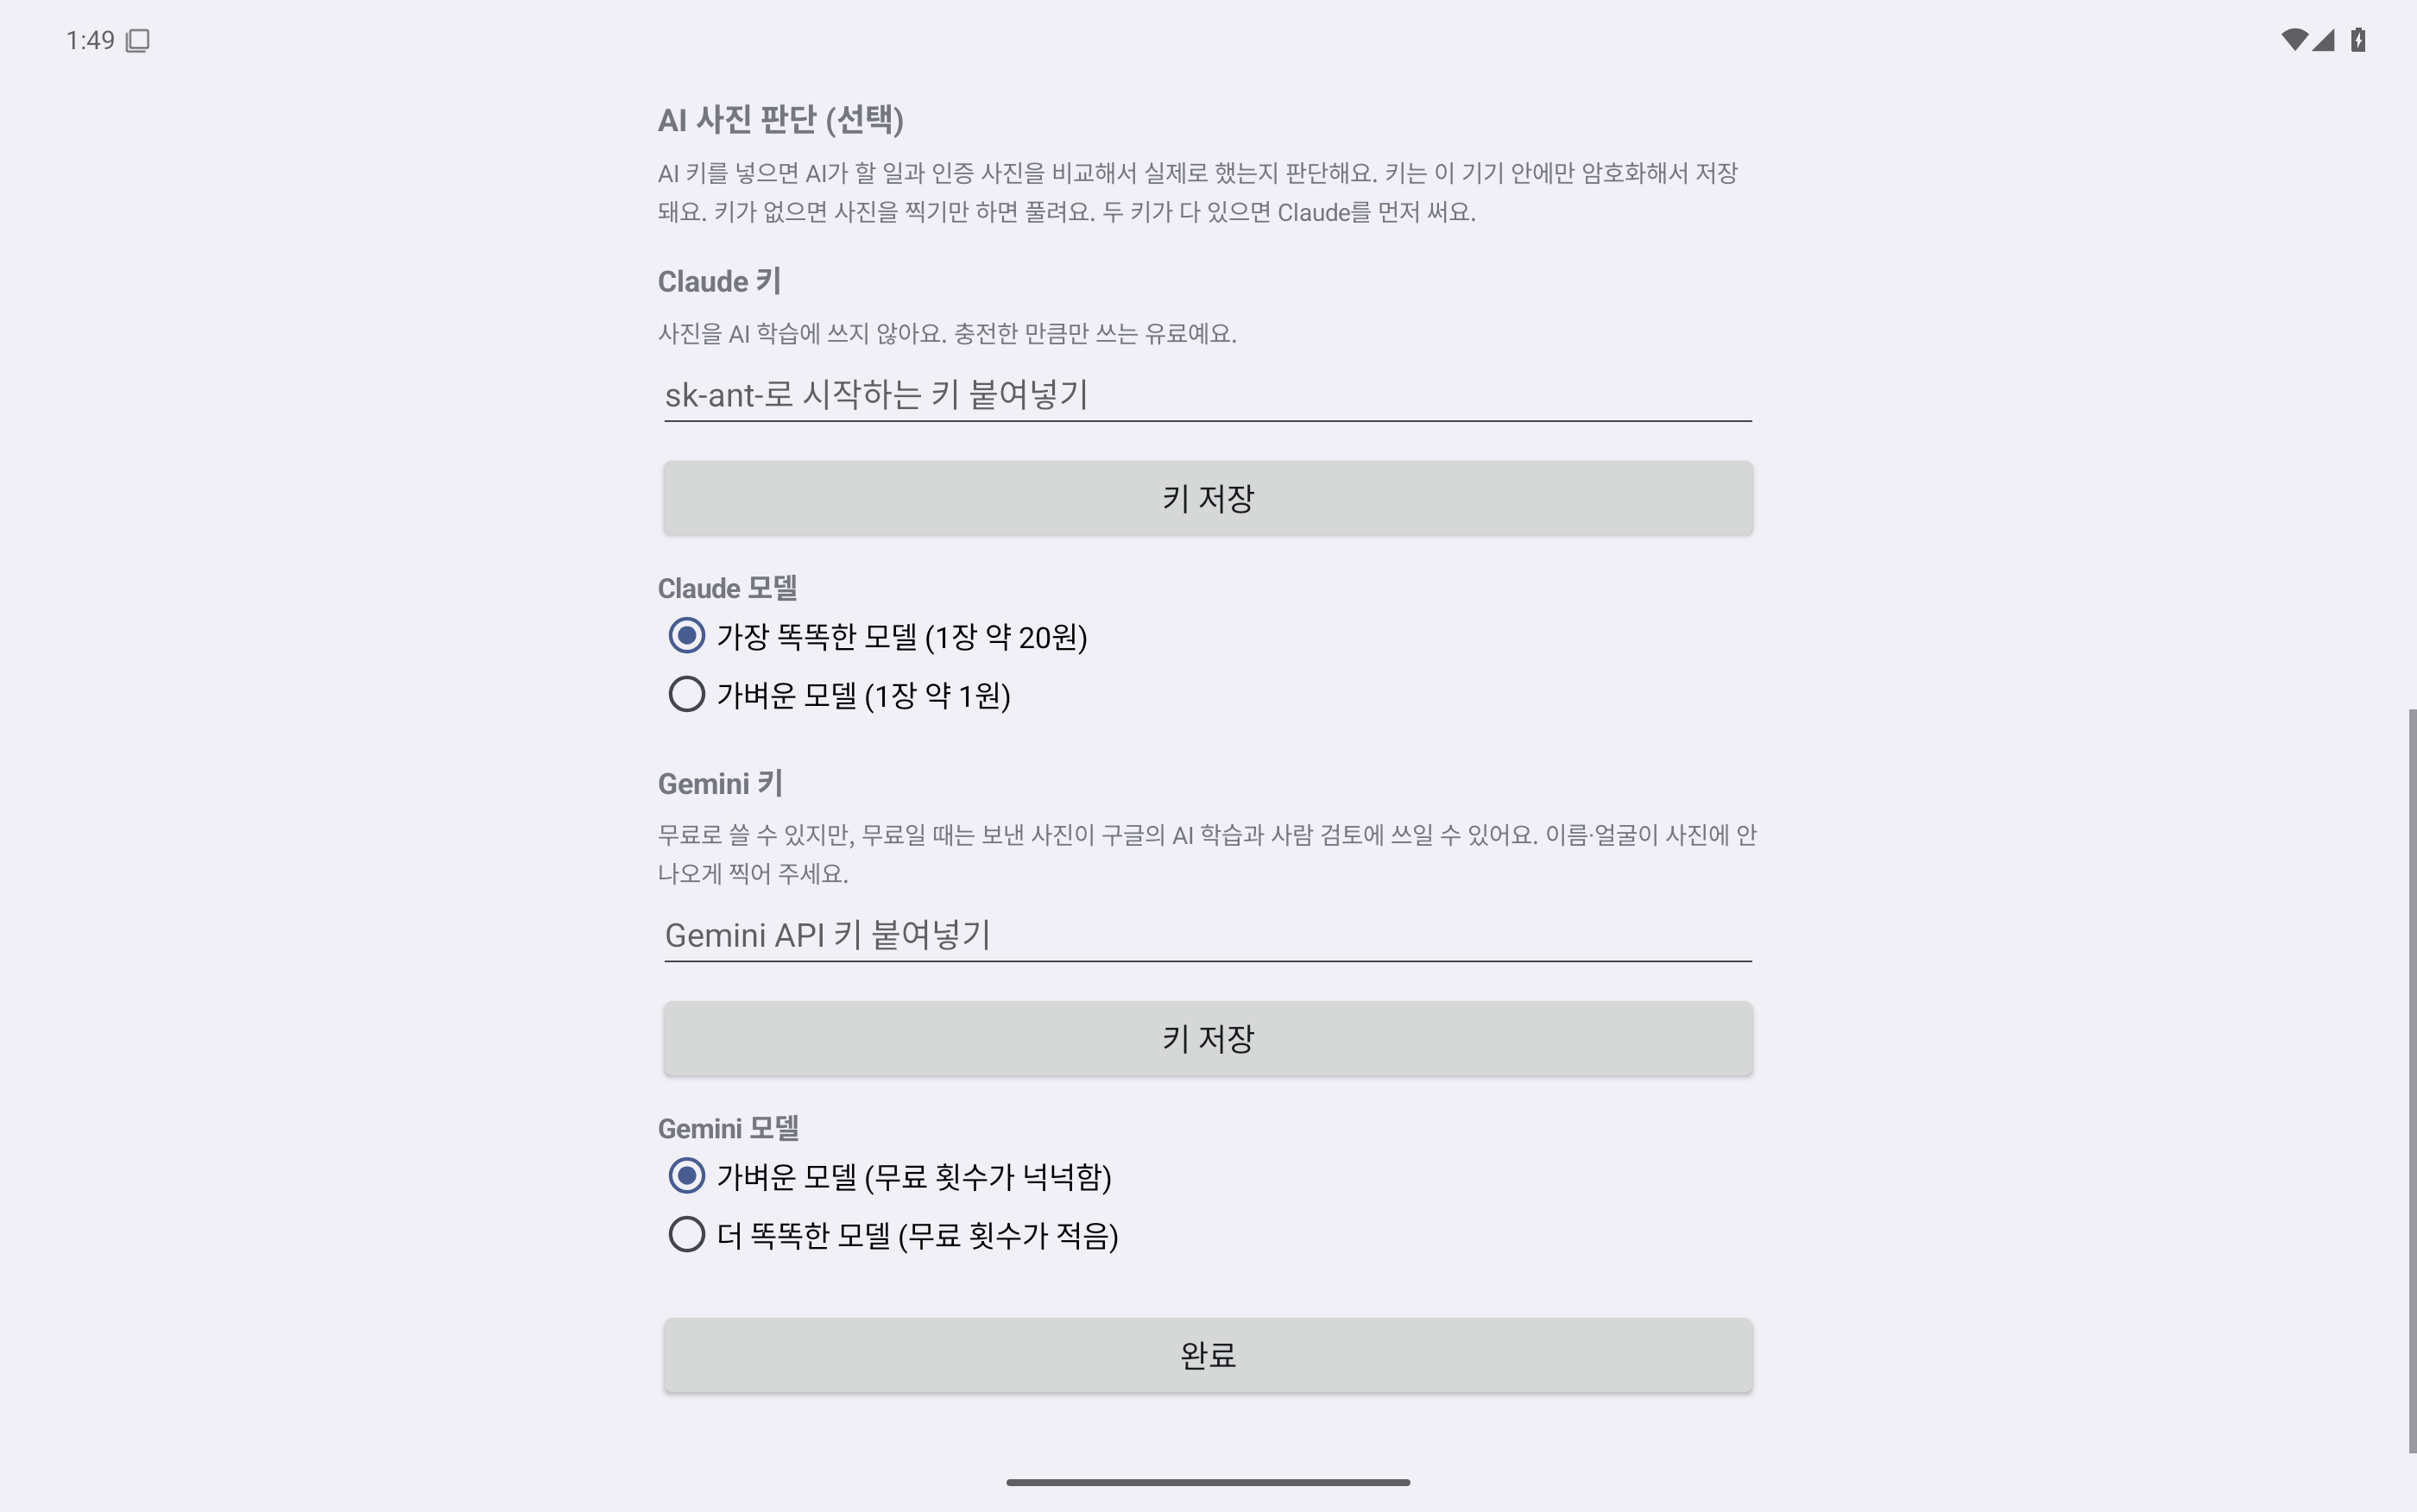 1:49
AI 사진 판단 (선택)
AI 키를 넣으면 AI가 할 일과 인증 사진을 비교해서 실제로 했는지 판단해요. 키는 이 기기 안에만 암호화해서 저장
돼요. 키가 없으면 사진을 찍기만 하면 풀려요. 두 키가 다 있으면 Claude를 먼저 써요.
Claude 키
사진을 AI 학습에 쓰지 않아요. 충전한 만큼만 쓰는 유료예요.
sk-ant-로 시작하는 키 붙여넣기
키 저장
Claude 모델
가장 똑똑한 모델 (1장 약 20원)
가벼운 모델 (1장 약 1원)
Gemini 키
무료로 쓸 수 있지만, 무료일 때는 보낸 사진이 구글의 AI 학습과 사람 검토에 쓰일 수 있어요. 이름·얼굴이 사진에 안
나오게 찍어 주세요.
Gemini API 키 붙여넣기
키 저장
Gemini 모델
가벼운 모델 (무료 횟수가 넉넉함)
더 똑똑한 모델 (무료 횟수가 적음)
완료